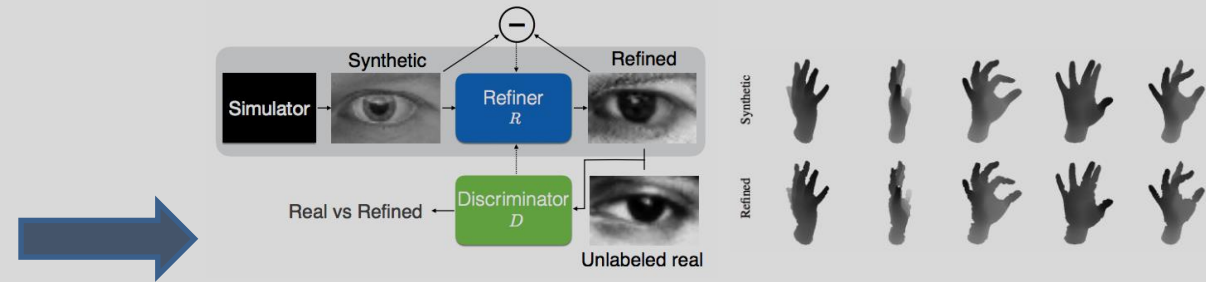 −
Synthetic
Refined
Simulator
Refiner
R
Discriminator
D
Real vs Refined
Unlabeled real
Synthetic
Refined